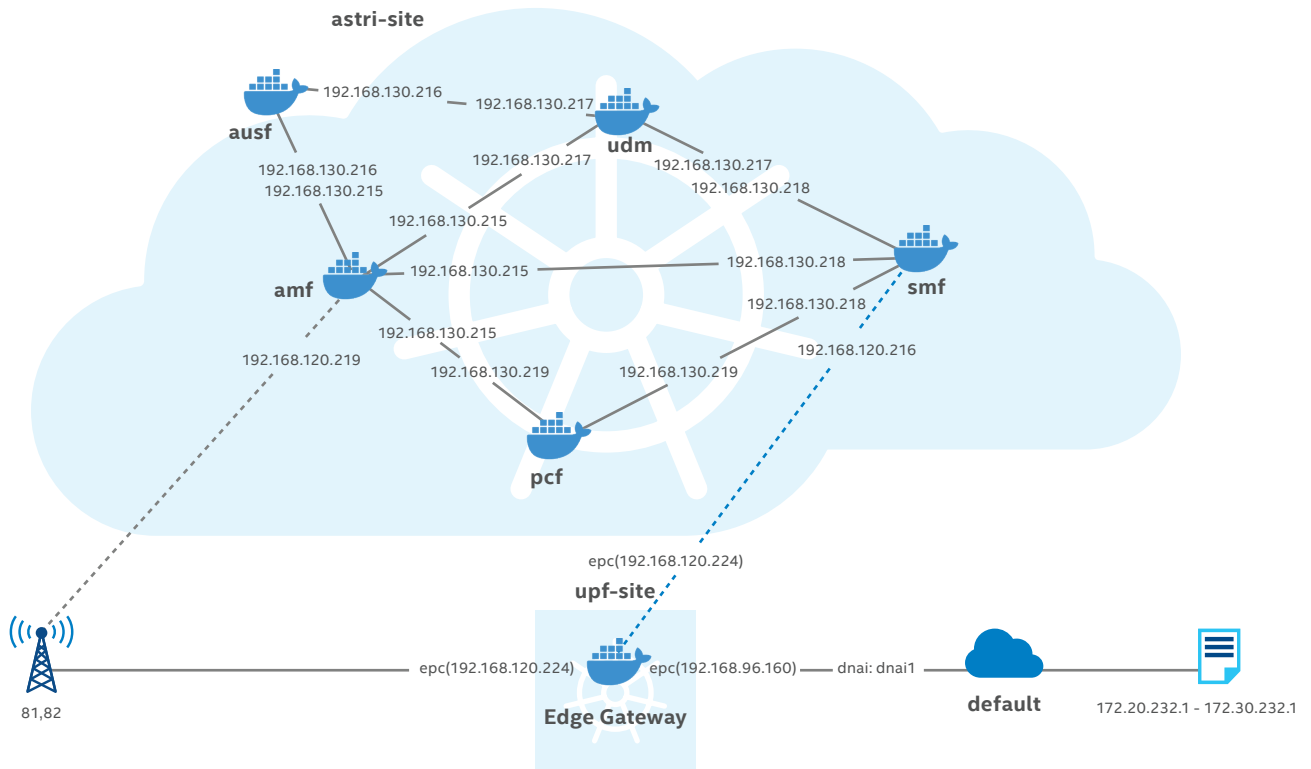 astri-site
192.168.130.216
192.168.130.217
ausf
udm
192.168.130.217
192.168.130.217
192.168.130.216
192.168.130.215
192.168.130.218
192.168.130.215
192.168.130.218
192.168.130.215
amf
smf
192.168.130.218
192.168.130.215
192.168.120.216
192.168.120.219
192.168.130.219
192.168.130.219
pcf
epc(192.168.120.224)
upf-site
epc(192.168.120.224)
epc(192.168.96.160)
dnai: dnai1
default
172.20.232.1 - 172.30.232.1
81,82
Edge Gateway